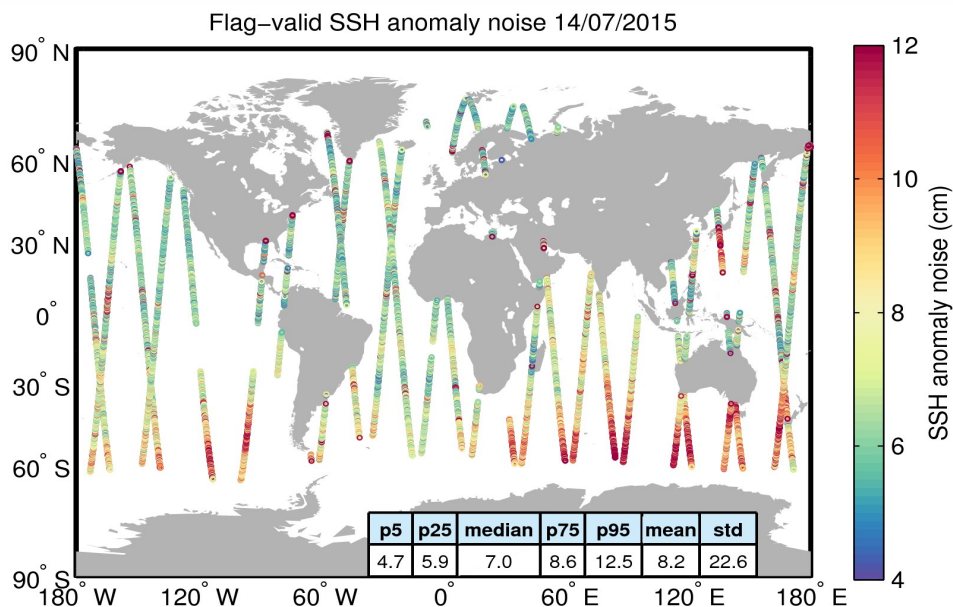 Flag−valid SSH anomaly noise 14/07/2015
90° N
60° N
30° N
0°
30° S
60° S
90° S
180° W 120° W 60° W 0° 60° E 120° E 180° E
p5 p25 median p75 p95 mean std
4.7 5.9 7.0 8.6 12.5 8.2 22.6
12
10
8
6
4
SSH anomaly noise (cm)